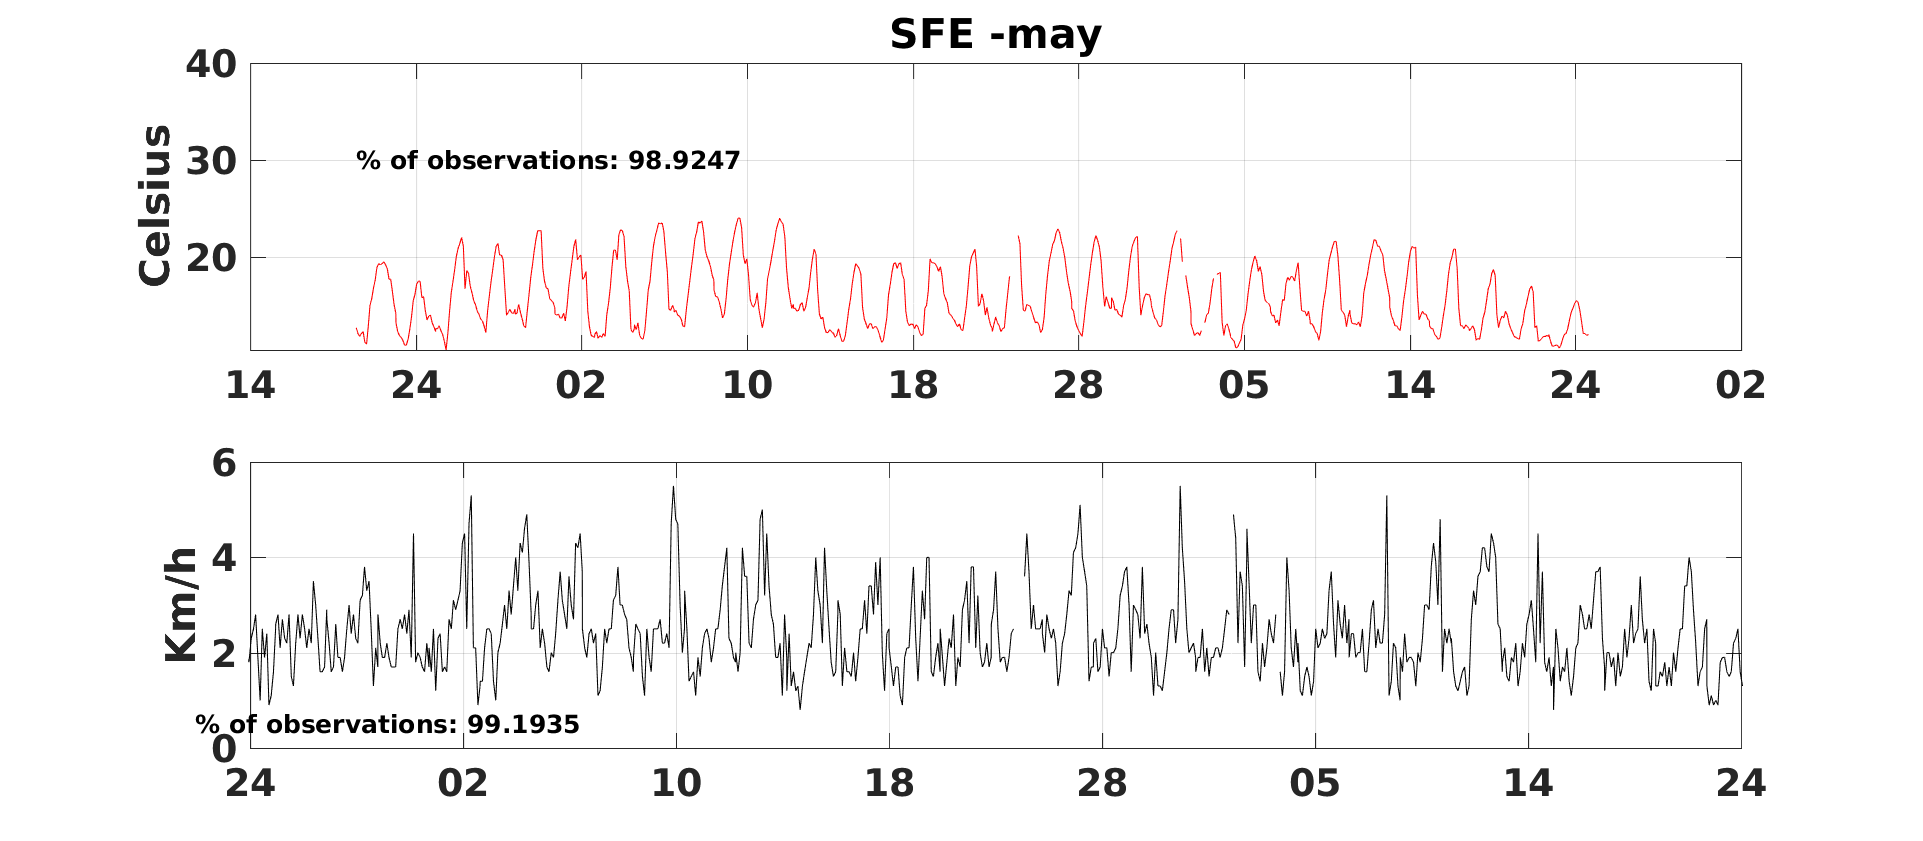 SFE -may
40
30
20
Celsius
% of observations: 98.9247
14 24 02 10 18 28 05 14 24 02
6
4
2
0
Km/h
% of observations: 99.1935
24 02 10 18 28 05 14 24